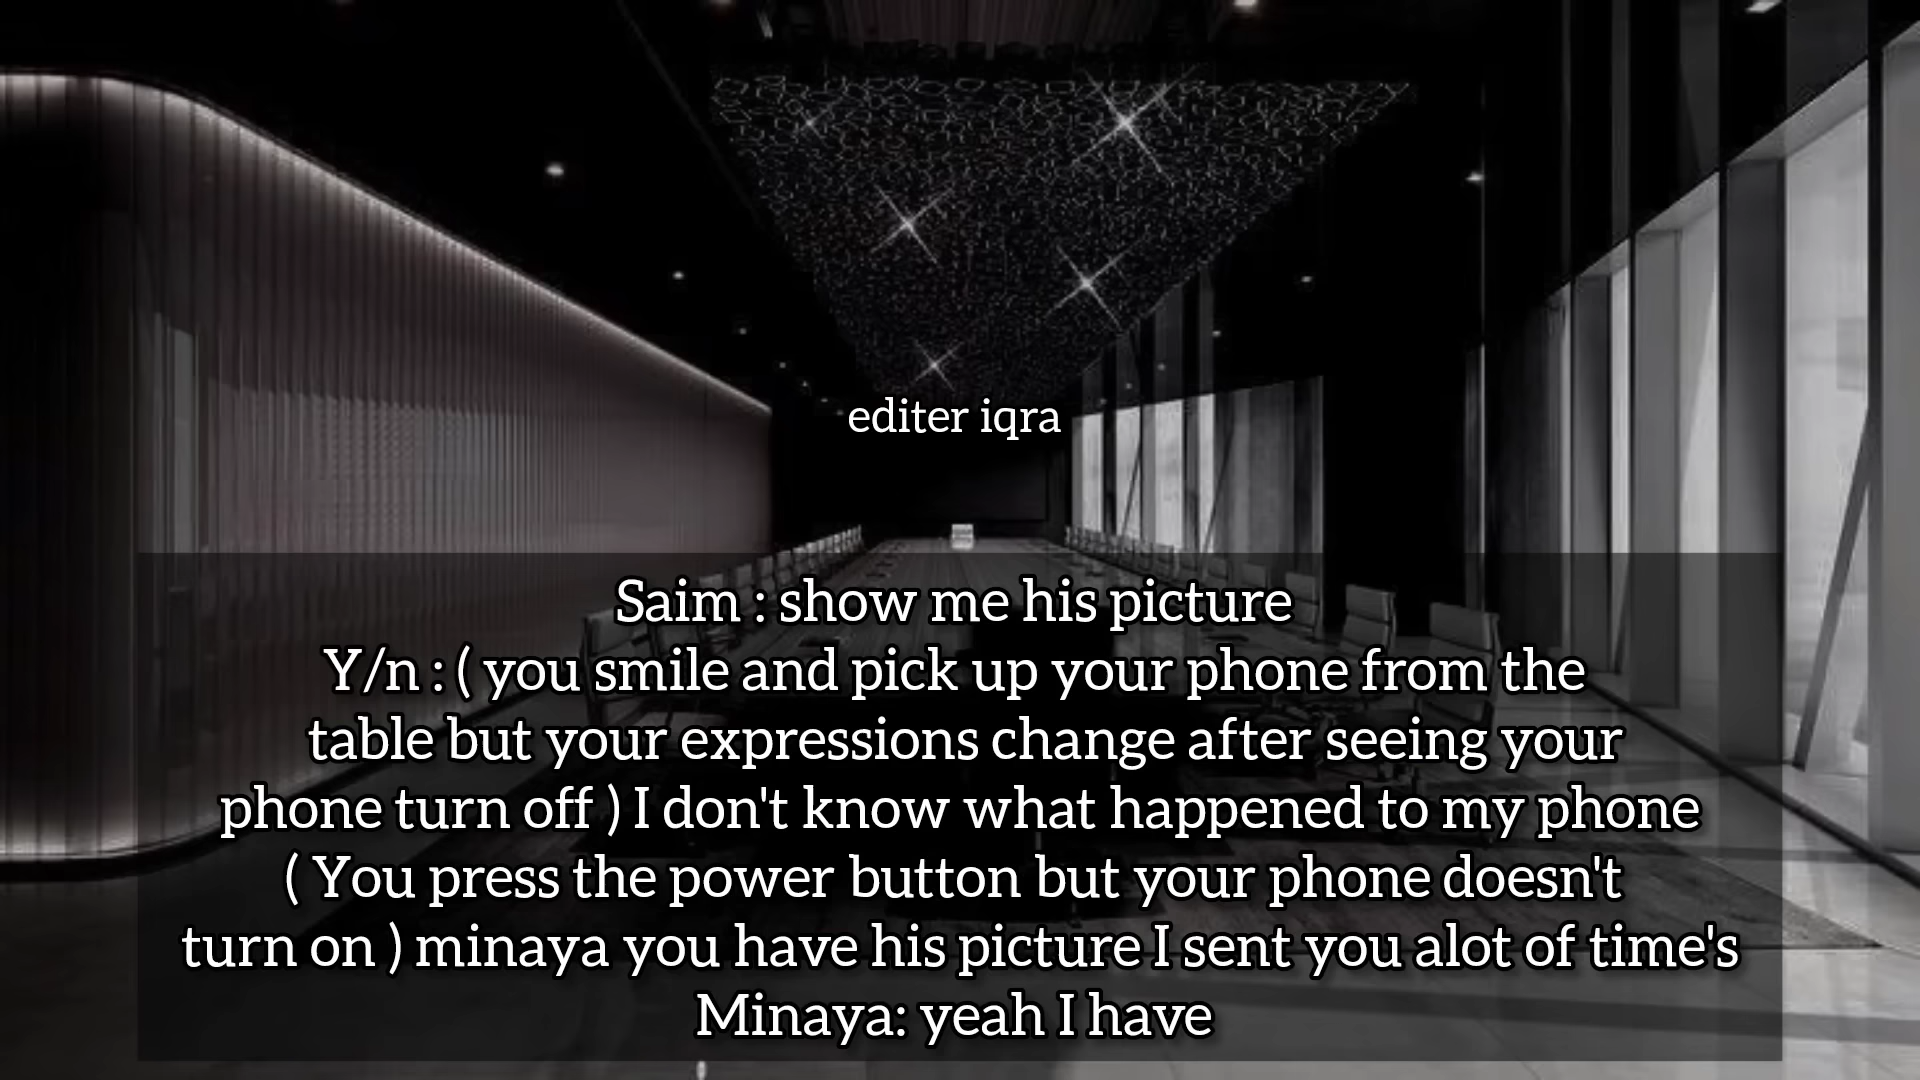 editer iqra
Saim : show me his picture
Y/n : ( you smile and pick up your phone from the
table but your expressions change after seeing your
phone turn off ) I don't know what happened to my phone
( You press the power button but your phone doesn't
turn on ) minaya you have his picture I sent you alot of time's
Minaya: yeah I have